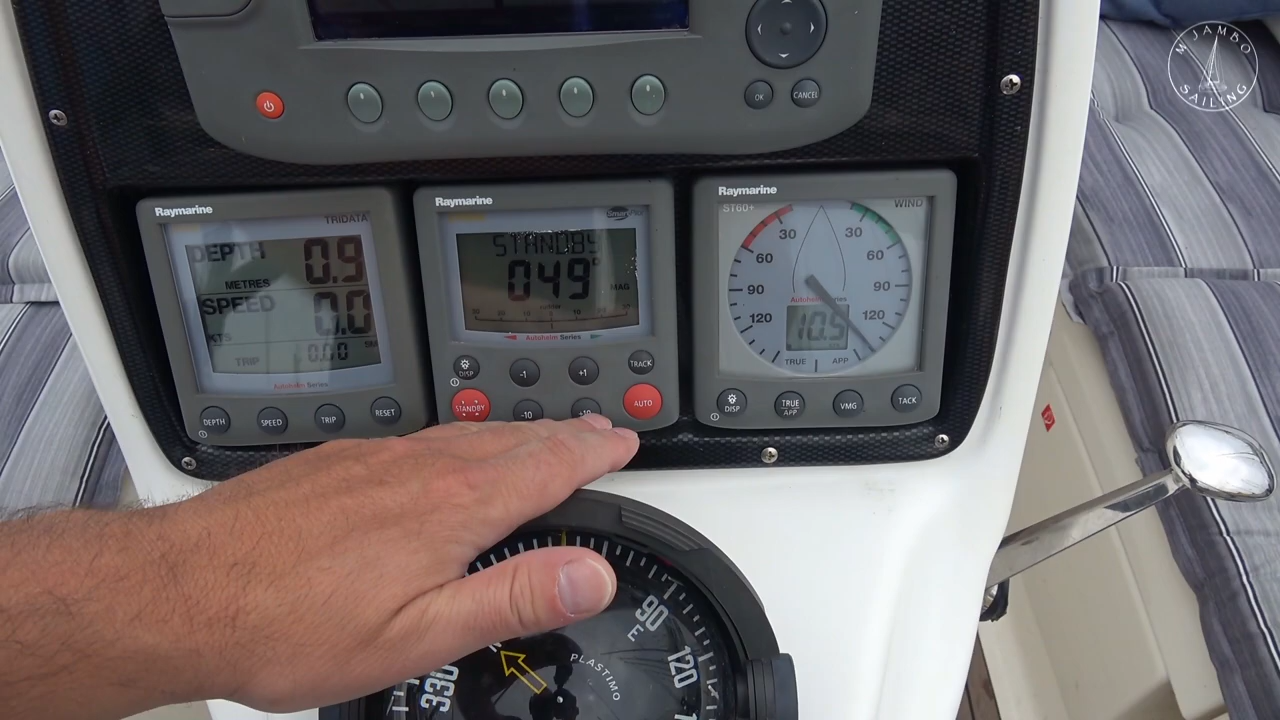 M JAMBO
SAILING
OK
CANCEL
Raymarine
TRIDATA
DEPTH
0.9
METRES
SPEED
0.0
KTS
TRIP
0.00
Autohelm Series
DEPTH
SPEED
TRIP
RESET
Raymarine
STANDBY
049°
MAG
Autohelm Series
DISP
-1
+1
TRACK
STANDBY
-10
+10
AUTO
Raymarine
ST60+
WIND
30
30
60
60
90
90
Autohelm Series
120
120
10.5
TRUE
APP
DISP
TRUE
APP
VMG
TACK
90
E
120
PLASTIMO
330